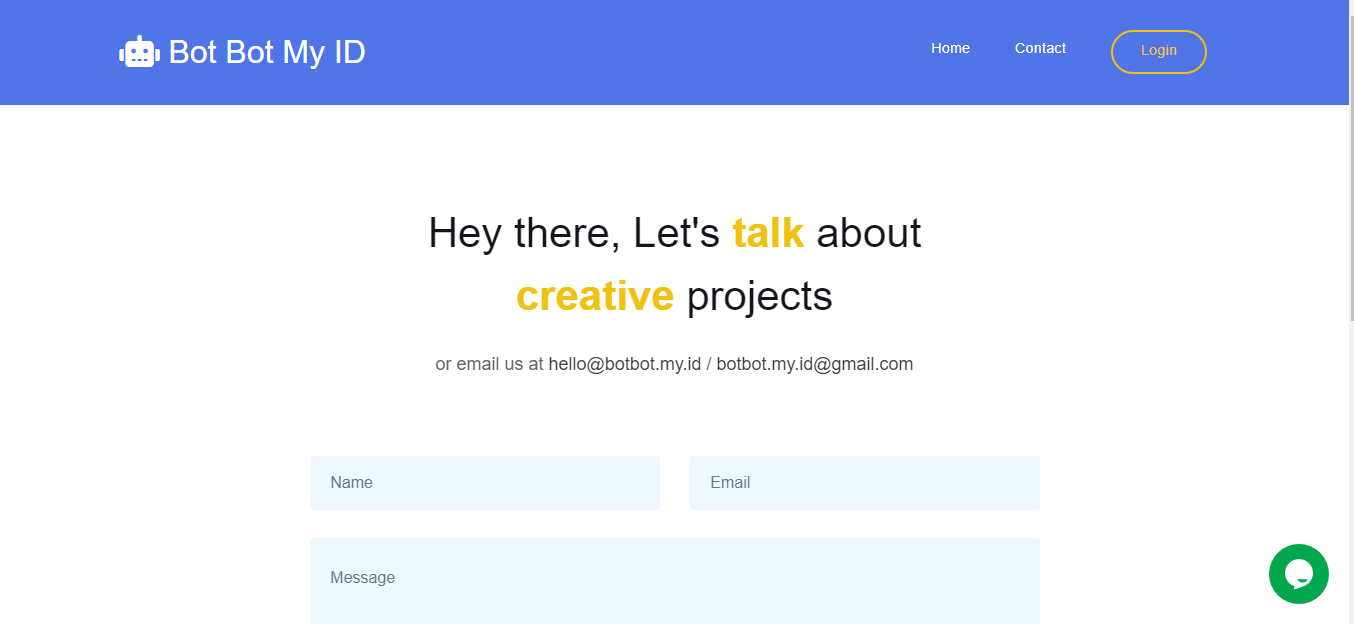 Bot Bot My ID
Home
Contact
Login
Hey there, Let's talk about
creative projects
or email us at hello@botbot.my.id / botbot.my.id@gmail.com
Name
Email
Message